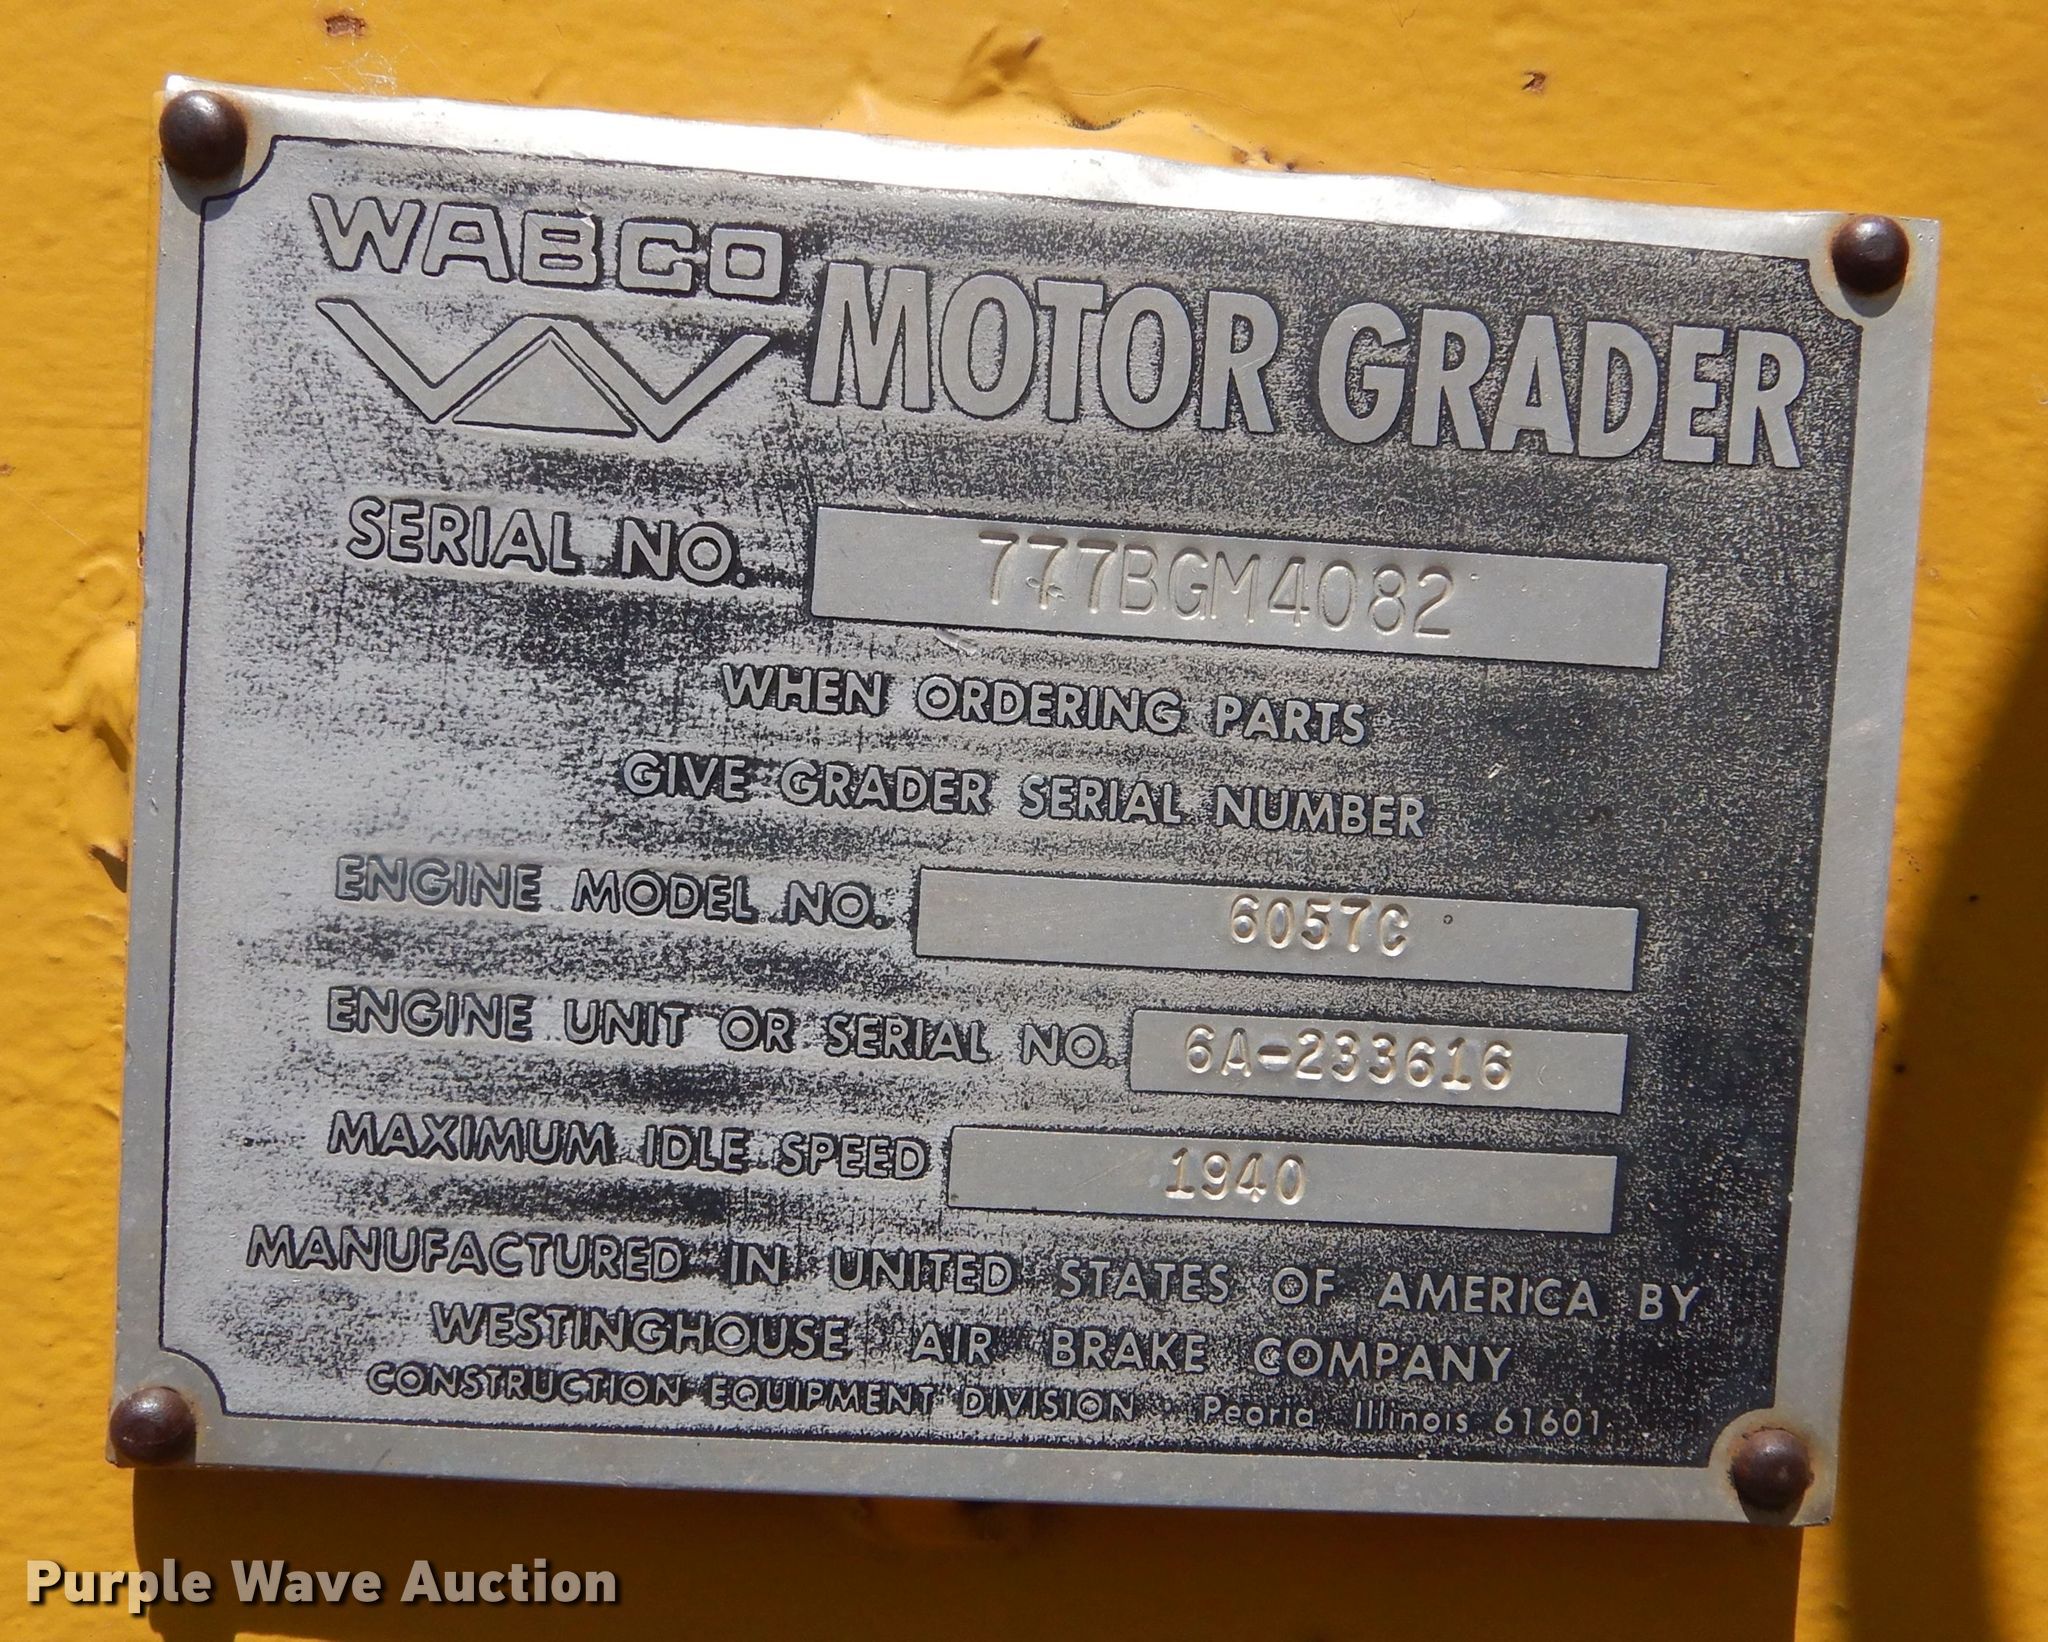 WABCO
MOTOR GRADER
SERIAL NO. 777BGM4082
WHEN ORDERING PARTS
GIVE GRADER SERIAL NUMBER
ENGINE MODEL NO. 6057C
ENGINE UNIT OR SERIAL NO. 6A-233616
MAXIMUM IDLE SPEED 1940
MANUFACTURED IN UNITED STATES OF AMERICA BY
WESTINGHOUSE AIR BRAKE COMPANY
CONSTRUCTION EQUIPMENT DIVISION · Peoria Illinois 61601
Purple Wave Auction